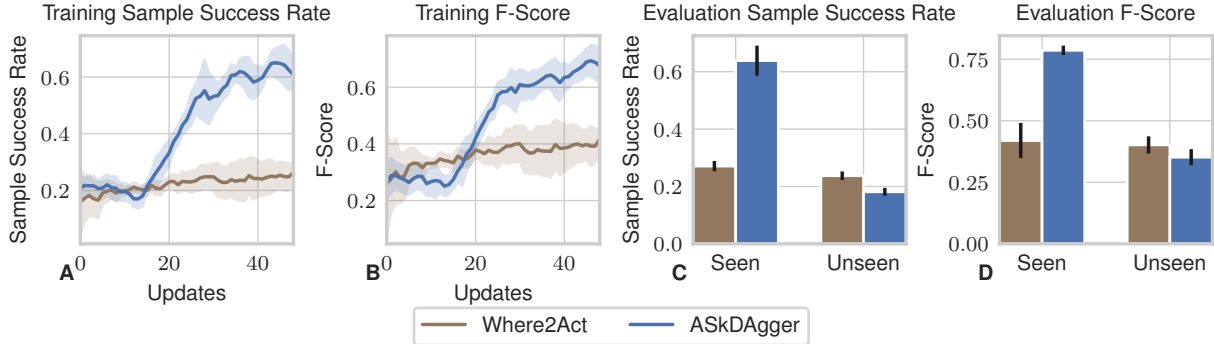 Training Sample Success Rate
Sample Success Rate
0.6
0.4
0.2
0
20
40
A
Updates
Training F-Score
F-Score
0.6
0.4
0.2
0
20
40
B
Updates
Evaluation Sample Success Rate
Sample Success Rate
0.6
0.4
0.2
0.0
C
Seen
Unseen
Evaluation F-Score
F-Score
0.75
0.50
0.25
0.00
D
Seen
Unseen
Where2Act
ASkDAgger